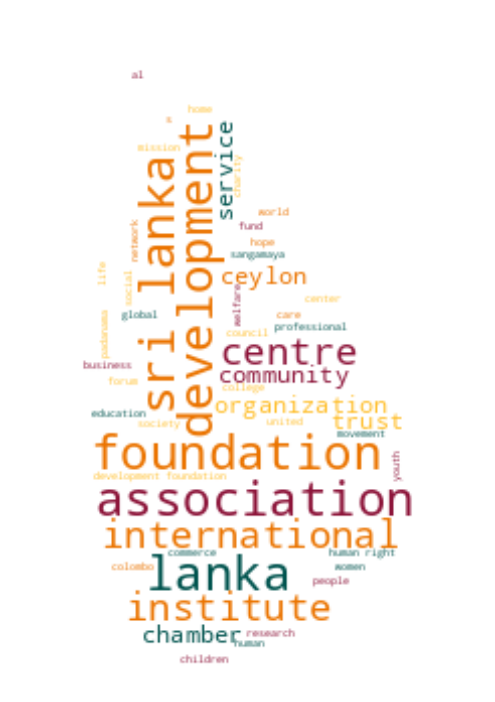 al
home
s
service
mission
charity
sri lanka
development
world
network
fund
hope
sangamaya
life
social
ceylon
welfare
center
padanama
global
care
professional
council
centre
business
community
forum
college
organization
education
society
united
trust
movement
foundation
youth
development foundation
association
international
commerce
human right
lanka
colombo
women
people
institute
chamber
research
human
children